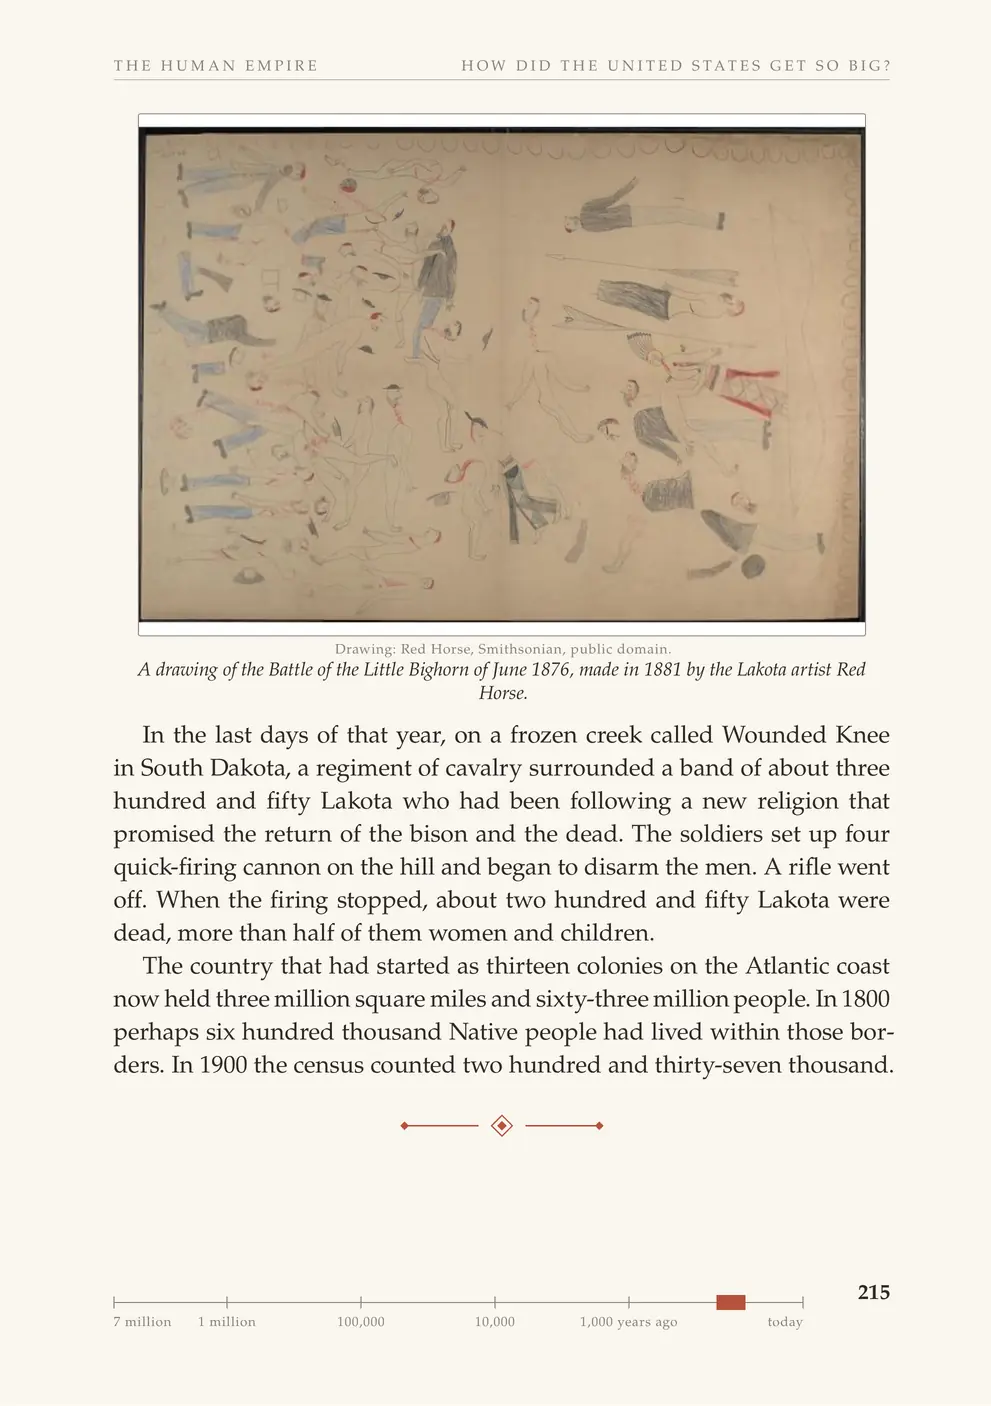 THE HUMAN EMPIRE
HOW DID THE UNITED STATES GET SO BIG?
Drawing: Red Horse, Smithsonian, public domain.
A drawing of the Battle of the Little Bighorn of June 1876, made in 1881 by the Lakota artist Red
Horse.
In the last days of that year, on a frozen creek called Wounded Knee
in South Dakota, a regiment of cavalry surrounded a band of about three
hundred and fifty Lakota who had been following a new religion that
promised the return of the bison and the dead. The soldiers set up four
quick-firing cannon on the hill and began to disarm the men. A rifle went
off. When the firing stopped, about two hundred and fifty Lakota were
dead, more than half of them women and children.
The country that had started as thirteen colonies on the Atlantic coast
now held three million square miles and sixty-three million people. In 1800
perhaps six hundred thousand Native people had lived within those bor-
ders. In 1900 the census counted two hundred and thirty-seven thousand.
215
7 million 1 million 100,000 10,000 1,000 years ago today